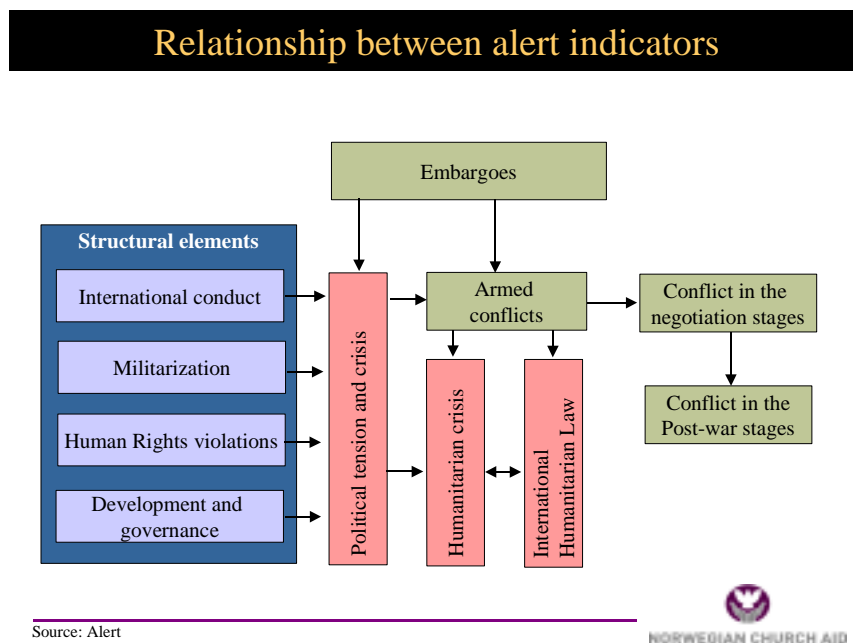 Relationship between alert indicators
Embargoes
Structural elements
International conduct
Militarization
Human Rights violations
Development and
governance
Political tension and crisis
Armed
conflicts
Humanitarian crisis
International
Humanitarian Law
Conflict in the
negotiation stages
Conflict in the
Post-war stages
Source: Alert
NORWEGIAN CHURCH AID